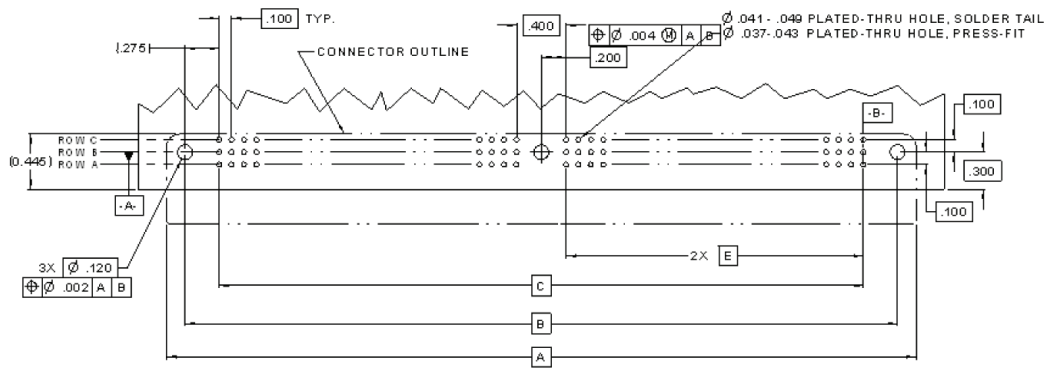 .100 TYP.
.400
Ø .041 - .049 PLATED-THRU HOLE, SOLDER TAIL
Ø .037-.043 PLATED-THRU HOLE, PRESS-FIT
⌖ Ø .004 Ⓜ A B
.275
CONNECTOR OUTLINE
.200
-B-
.100
ROW C
ROW B
ROW A
(0.445)
.300
-A-
.100
3X Ø .120
⌖ Ø .002 A B
2X E
C
B
A